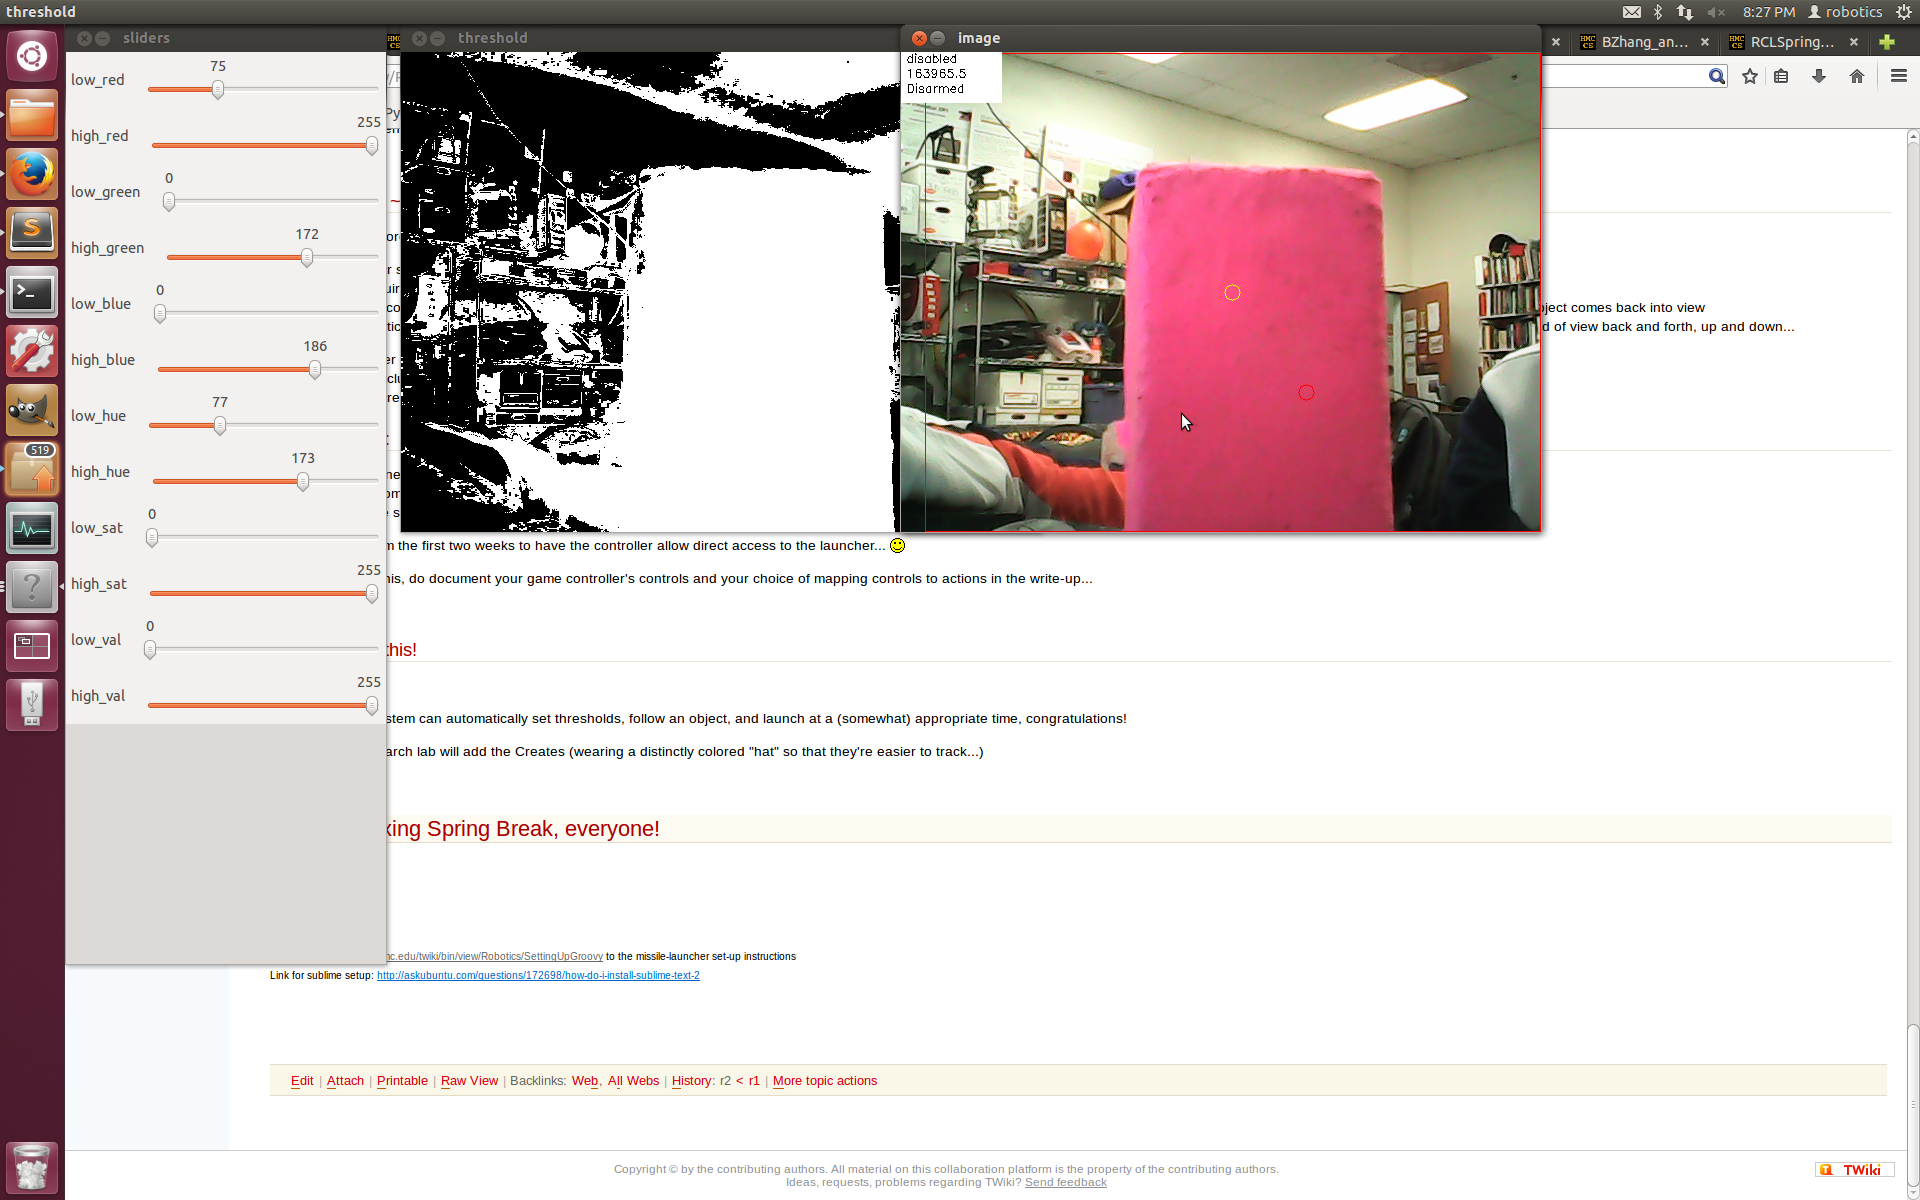 threshold
8:27 PM robotics
sliders
threshold
image
BZhang_an...
RCLSpring...
low_red 75
high_red 255
low_green 0
high_green 172
low_blue 0
high_blue 186
low_hue 77
high_hue 173
low_sat 0
high_sat 255
low_val 0
high_val 255
519
disabled
163965.5
Disarmed
ject comes back into view
d of view back and forth, up and down...
the first two weeks to have the controller allow direct access to the launcher...
his, do document your game controller's controls and your choice of mapping controls to actions in the write-up...
this!
stem can automatically set thresholds, follow an object, and launch at a (somewhat) appropriate time, congratulations!
arch lab will add the Creates (wearing a distinctly colored "hat" so that they're easier to track...)
xing Spring Break, everyone!
nc.edu/twiki/bin/view/Robotics/SettingUpGroovy to the missile-launcher set-up instructions
Link for sublime setup: http://askubuntu.com/questions/172698/how-do-i-install-sublime-text-2
Edit | Attach | Printable | Raw View | Backlinks: Web, All Webs | History: r2 < r1 | More topic actions
Copyright © by the contributing authors. All material on this collaboration platform is the property of the contributing authors.
Ideas, requests, problems regarding TWiki? Send feedback
TWiki